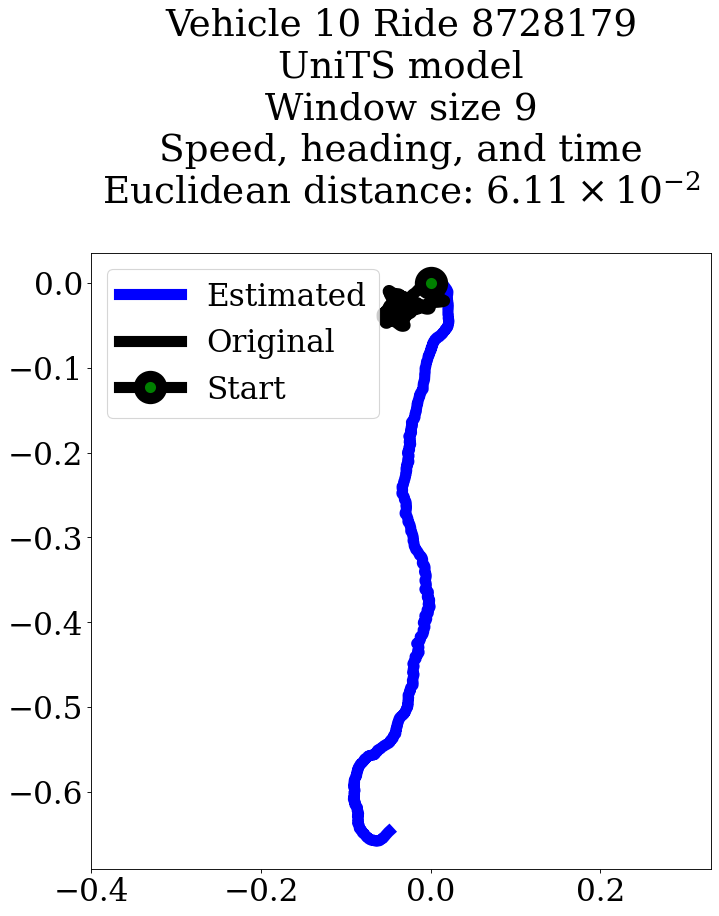 Vehicle 10 Ride 8728179
UniTS model
Window size 9
Speed, heading, and time
Euclidean distance: 6.11 × 10⁻²
Estimated
Original
Start
0.0
−0.1
−0.2
−0.3
−0.4
−0.5
−0.6
−0.4 −0.2 0.0 0.2